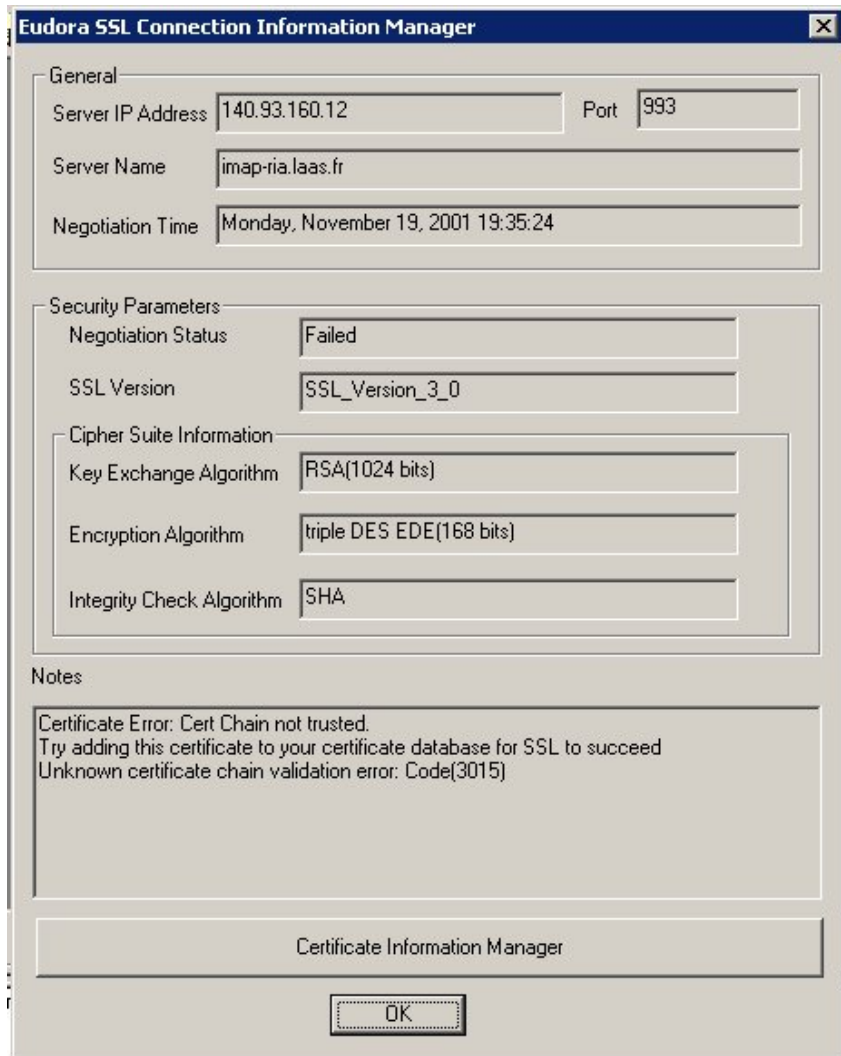 Eudora SSL Connection Information Manager
General
Server IP Address 140.93.160.12 Port 993
Server Name imap-ria.laas.fr
Negotiation Time Monday, November 19, 2001 19:35:24
Security Parameters
Negotiation Status Failed
SSL Version SSL_Version_3_0
Cipher Suite Information
Key Exchange Algorithm RSA(1024 bits)
Encryption Algorithm triple DES EDE(168 bits)
Integrity Check Algorithm SHA
Notes
Certificate Error: Cert Chain not trusted.
Try adding this certificate to your certificate database for SSL to succeed
Unknown certificate chain validation error: Code(3015)
Certificate Information Manager
OK